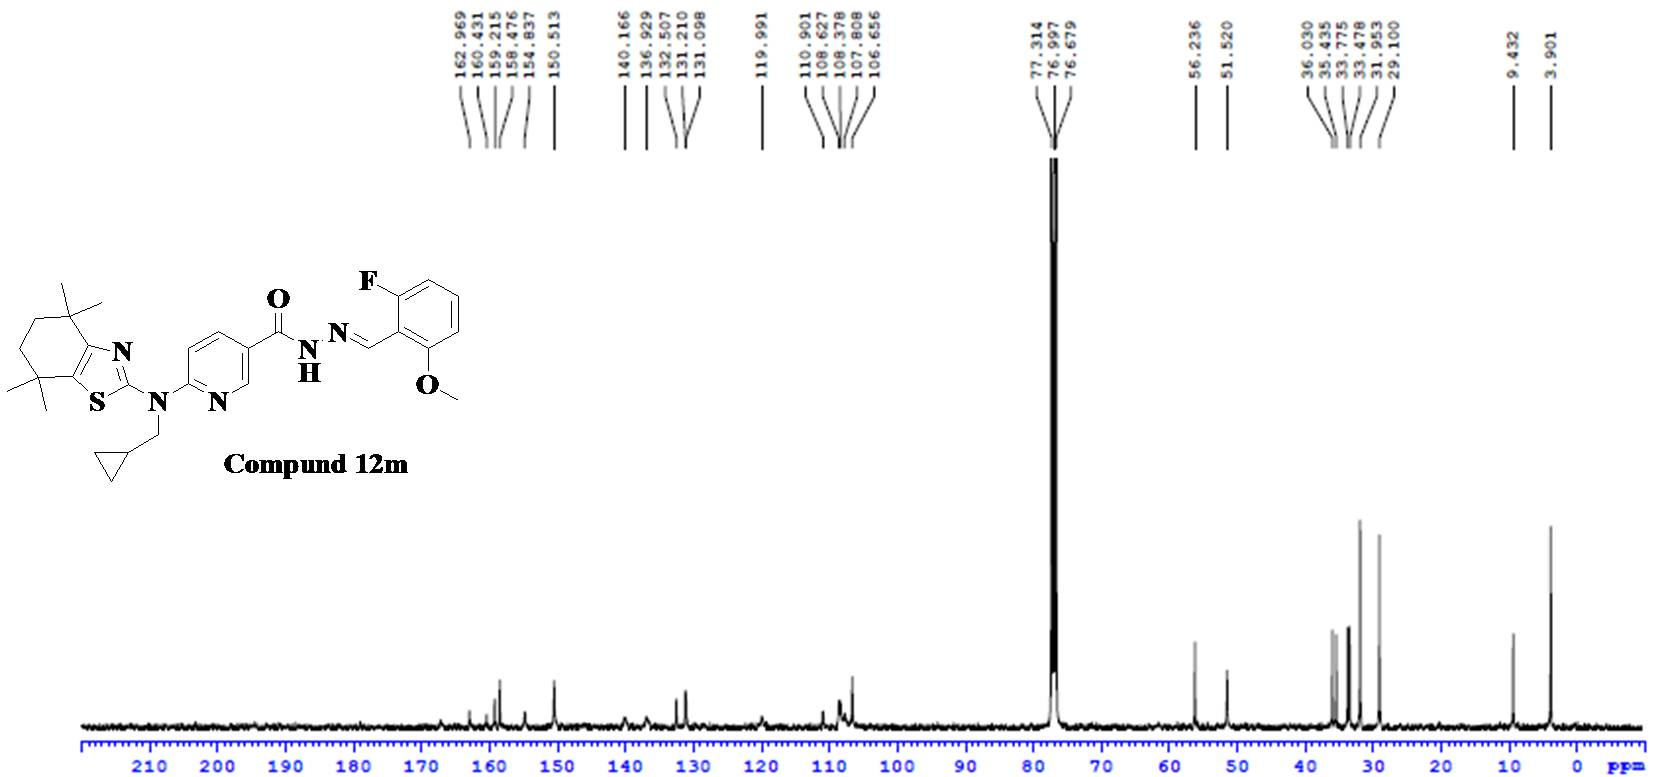 162.969
160.431
159.215
158.476
154.837
150.513
140.166
136.929
132.507
131.210
131.098
119.991
110.901
108.627
108.378
107.808
106.656
77.314
76.997
76.679
56.236
51.520
36.030
35.435
33.775
33.478
31.953
29.100
9.432
3.901
F
O
N
N
H
N
S
N
N
O
Compund 12m
210 200 190 180 170 160 150 140 130 120 110 100 90 80 70 60 50 40 30 20 10 0 ppm